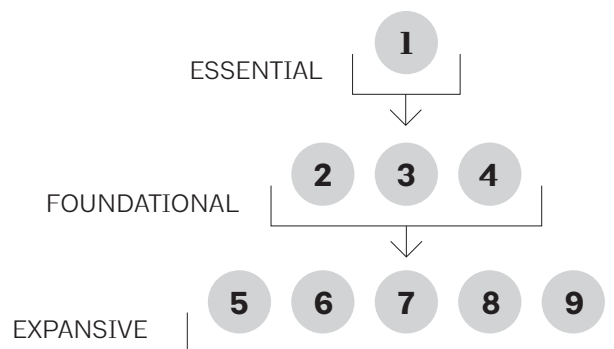 1
ESSENTIAL
2 3 4
FOUNDATIONAL
5 6 7 8 9
EXPANSIVE